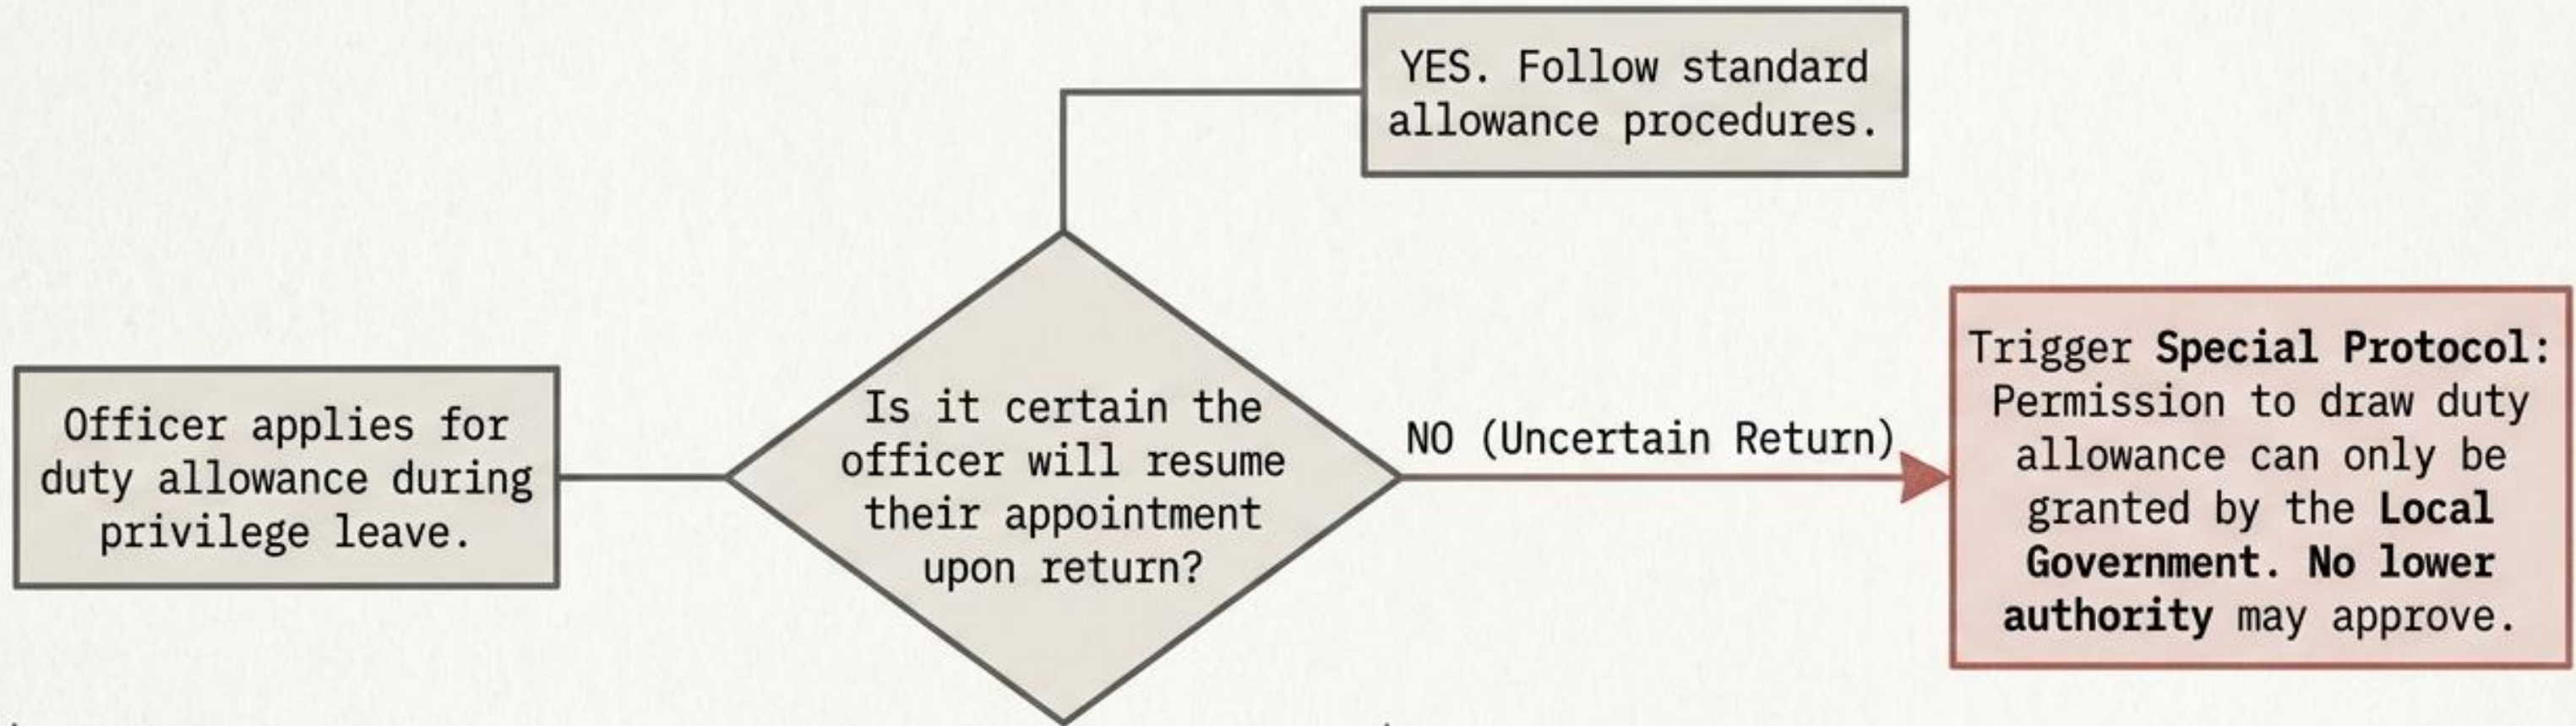 YES. Follow standard
allowance procedures.
Officer applies for
duty allowance during
privilege leave.
Is it certain the
officer will resume
their appointment
upon return?
NO (Uncertain Return)
Trigger Special Protocol:
Permission to draw duty
allowance can only be
granted by the Local
Government. No lower
authority may approve.